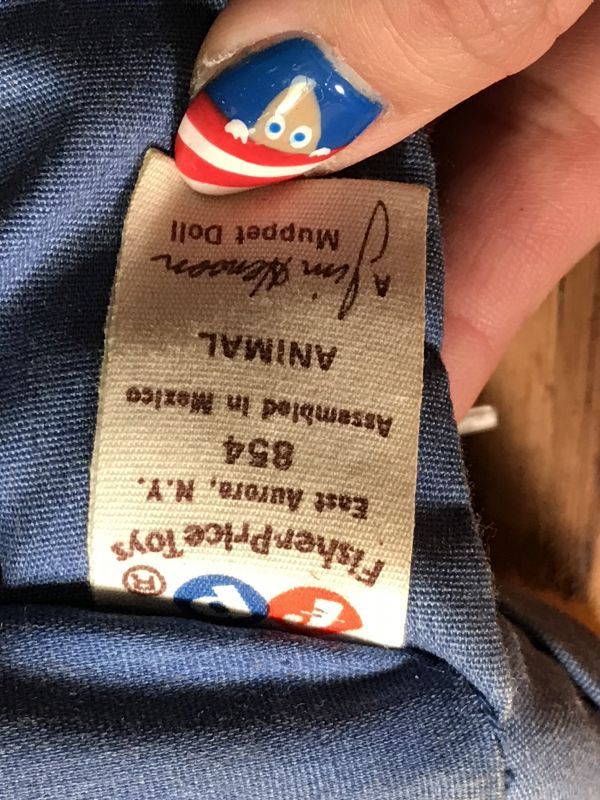 Fisher-Price Toys ®
East Aurora, N.Y.
854
Assembled in Mexico
ANIMAL
A Jim Henson
Muppet Doll